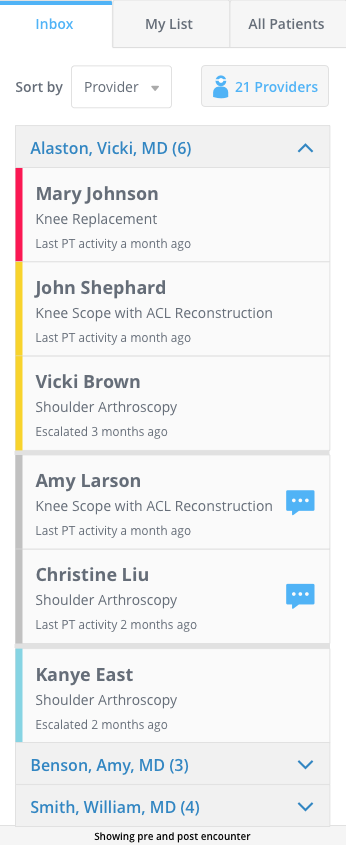 Inbox
My List
All Patients
Sort by
Provider
21 Providers
Alaston, Vicki, MD (6)
Mary Johnson
Knee Replacement
Last PT activity a month ago
John Shephard
Knee Scope with ACL Reconstruction
Last PT activity a month ago
Vicki Brown
Shoulder Arthroscopy
Escalated 3 months ago
Amy Larson
Knee Scope with ACL Reconstruction
Last PT activity a month ago
Christine Liu
Shoulder Arthroscopy
Last PT activity 2 months ago
Kanye East
Shoulder Arthroscopy
Escalated 2 months ago
Benson, Amy, MD (3)
Smith, William, MD (4)
Showing pre and post encounter